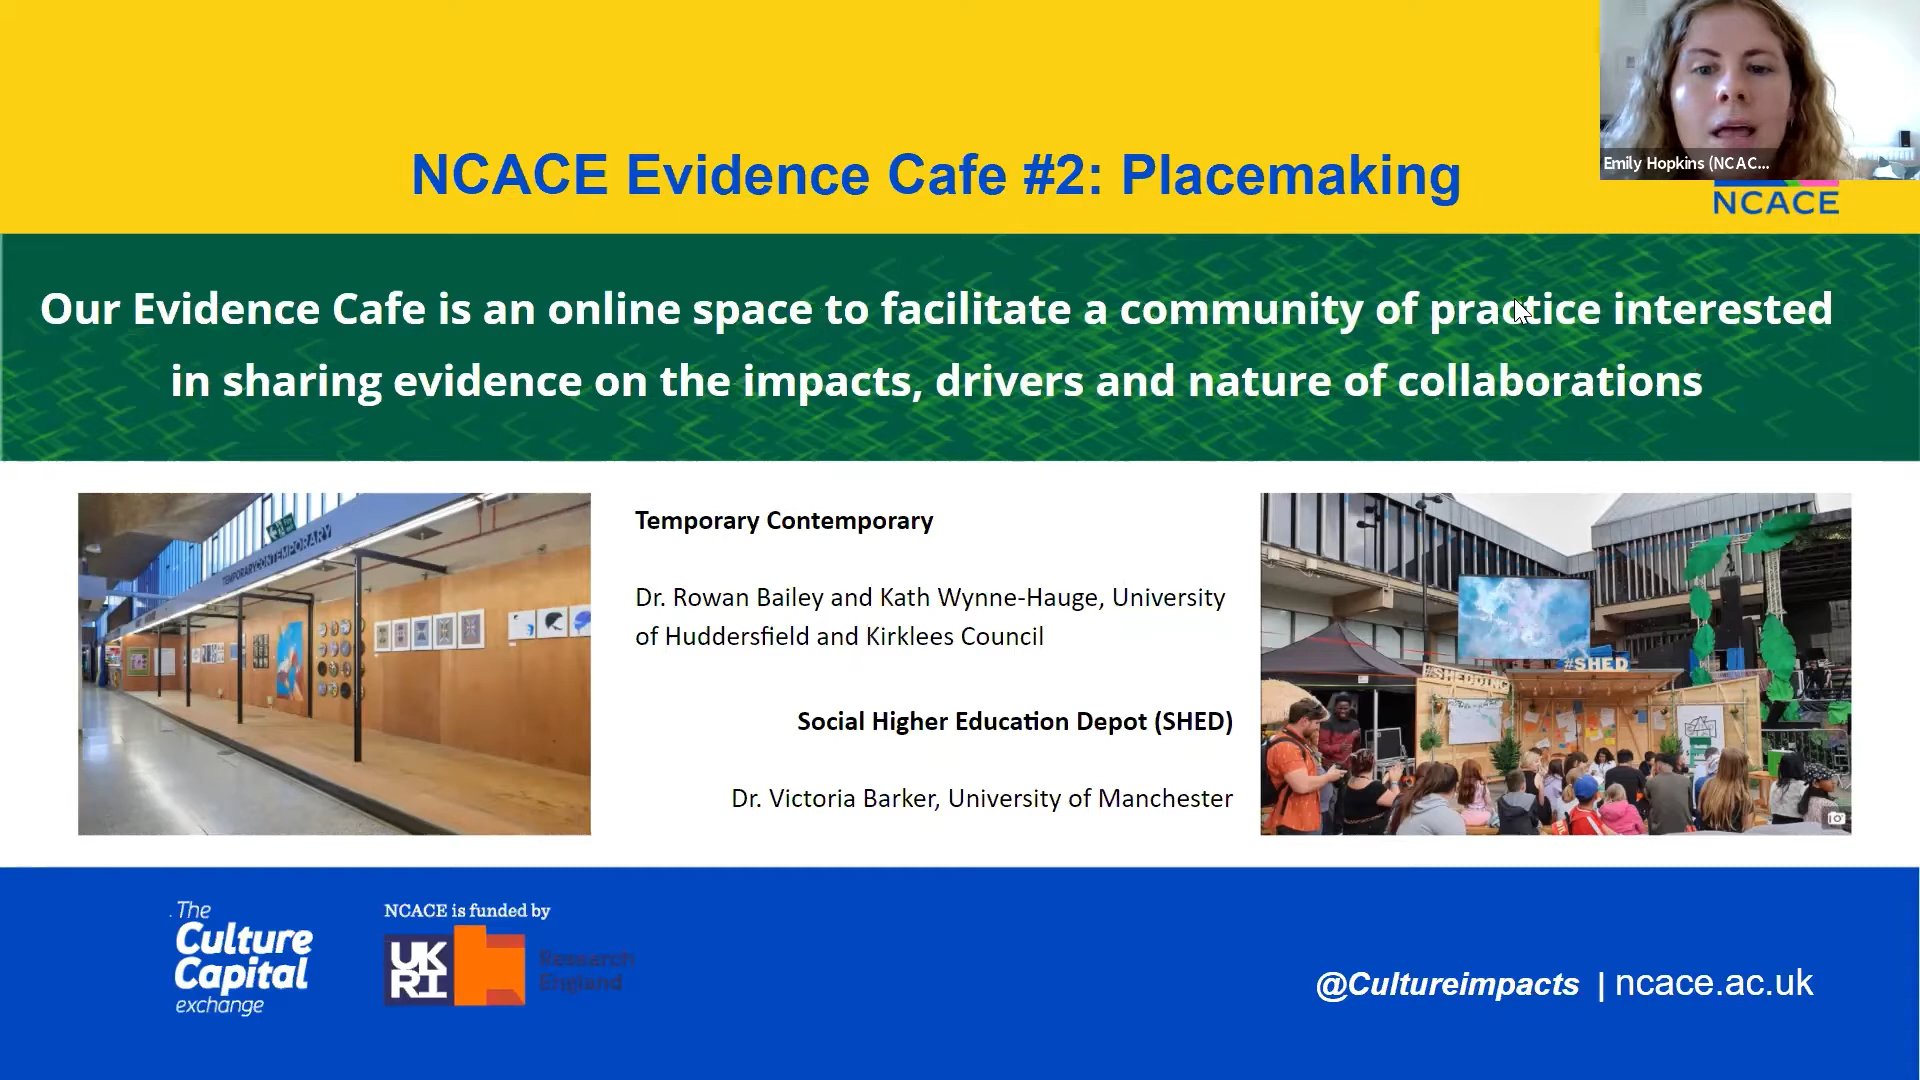 Emily Hopkins (NCAC...
NCACE
NCACE Evidence Cafe #2: Placemaking
Our Evidence Cafe is an online space to facilitate a community of practice interested
in sharing evidence on the impacts, drivers and nature of collaborations
TEMPORARYCONTEMPORARY
Temporary Contemporary
Dr. Rowan Bailey and Kath Wynne-Hauge, University
of Huddersfield and Kirklees Council
Social Higher Education Depot (SHED)
Dr. Victoria Barker, University of Manchester
#SHED
#SHEDDING
. The
Culture
Capital
exchange
NCACE is funded by
UK
RI
Research
England
@Cultureimpacts | ncace.ac.uk